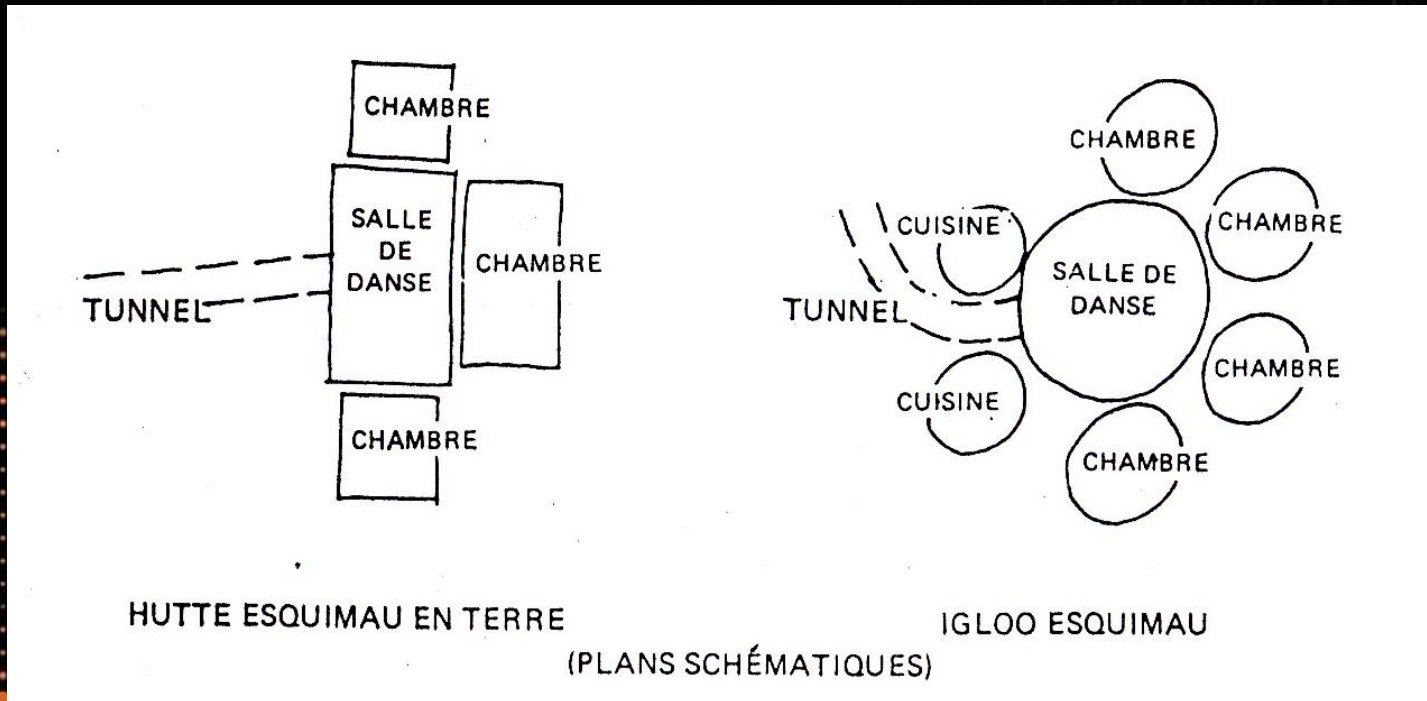 CHAMBRE
SALLE
DE
DANSE
CHAMBRE
TUNNEL
CHAMBRE
HUTTE ESQUIMAU EN TERRE
CHAMBRE
CUISINE
CHAMBRE
SALLE DE
DANSE
TUNNEL
CHAMBRE
CUISINE
CHAMBRE
IGLOO ESQUIMAU
(PLANS SCHÉMATIQUES)